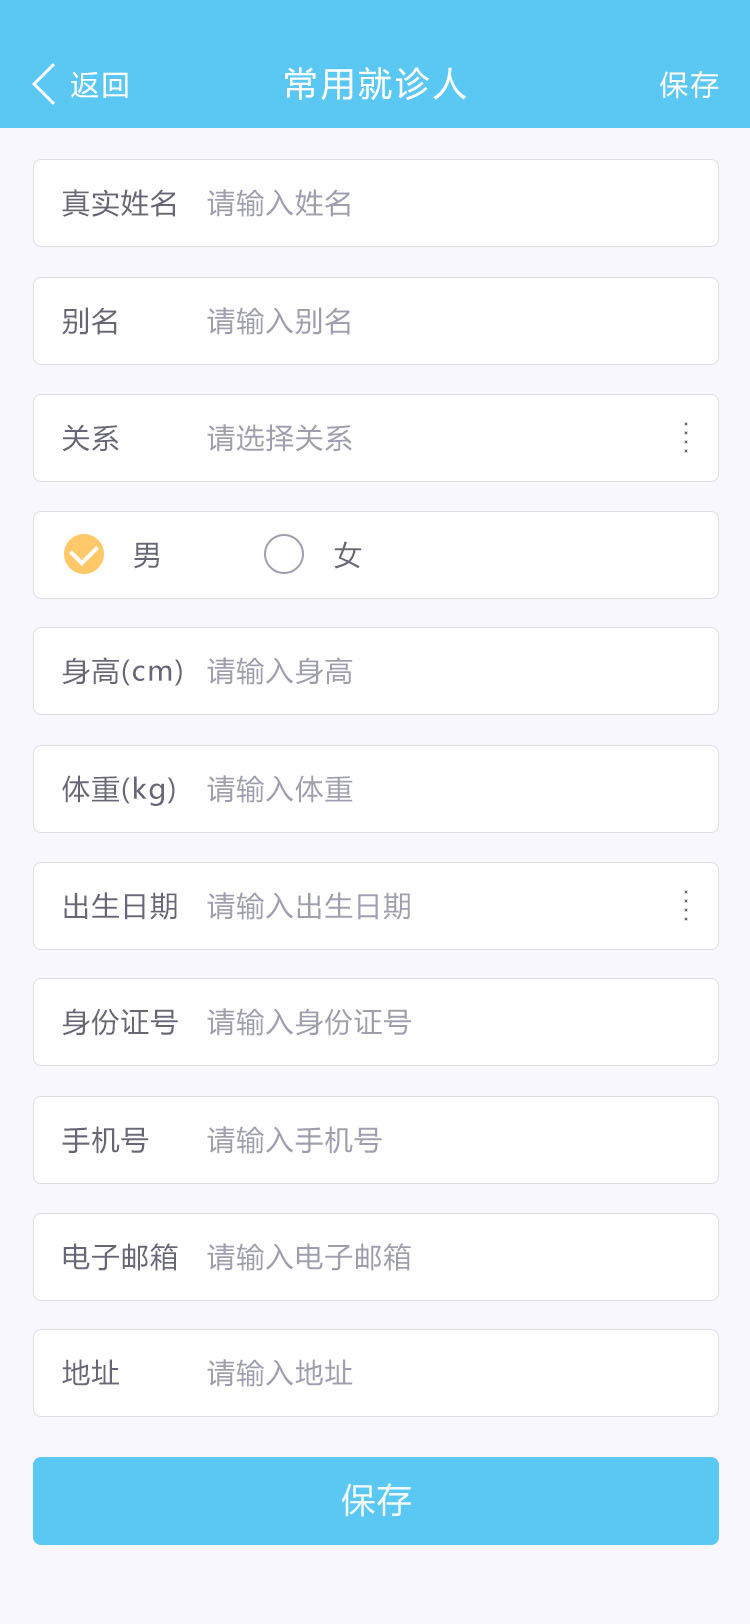 返回 常用就诊人 保存
真实姓名 请输入姓名
别名 请输入别名
关系 请选择关系
男 女
身高(cm) 请输入身高
体重(kg) 请输入体重
出生日期 请输入出生日期
身份证号 请输入身份证号
手机号 请输入手机号
电子邮箱 请输入电子邮箱
地址 请输入地址
保存